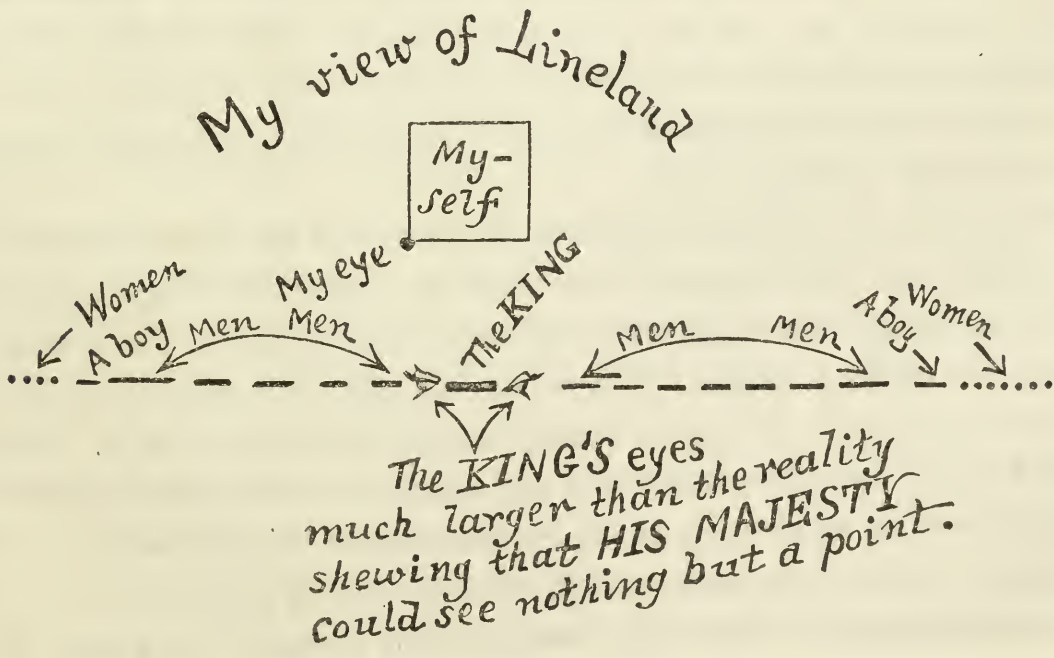 My view of Lineland
My-
self
My eye
The KING
Women
A boy
Men
Men
Men
Men
A boy
Women
The KING'S eyes
much larger than the reality
shewing that HIS MAJESTY
could see nothing but a point.